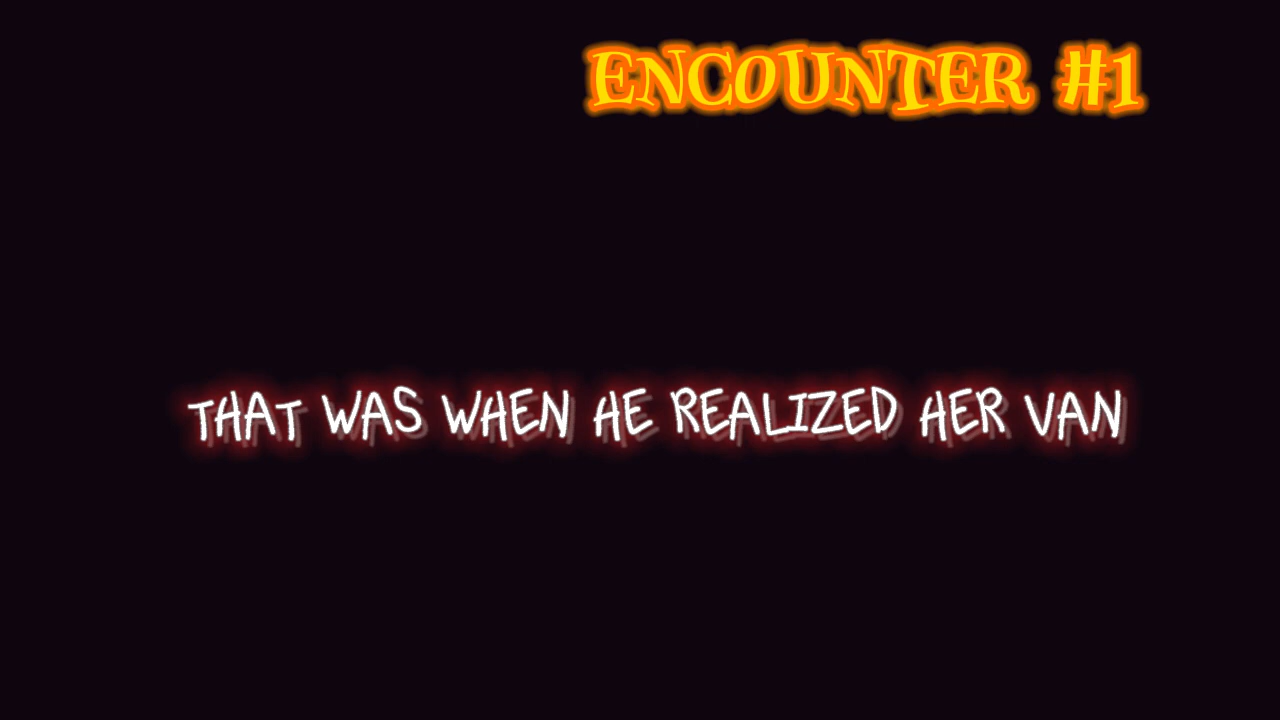 ENCOUNTER #1
THAT WAS WHEN HE REALIZED HER VAN